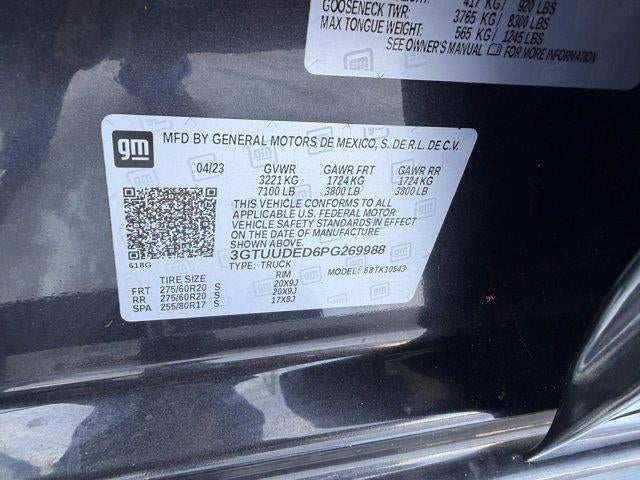 417 KG / 920 LBS
GOOSENECK TWR:
3765 KG / 8300 LBS
MAX TONGUE WEIGHT:
565 KG / 1245 LBS
SEE OWNER'S MANUAL FOR MORE INFORMATION
gm
MFD BY GENERAL MOTORS DE MEXICO, S. DE R.L. DE C.V.
04/23 GVWR GAWR FRT GAWR RR
3221 KG 1724 KG 1724 KG
7100 LB 3800 LB 3800 LB
THIS VEHICLE CONFORMS TO ALL
APPLICABLE U.S. FEDERAL MOTOR
VEHICLE SAFETY STANDARDS IN EFFECT
ON THE DATE OF MANUFACTURE
SHOWN ABOVE.
3GTUUDED6PG269988
618G TYPE: TRUCK MODEL: 68TK10543
TIRE SIZE RIM
FRT 275/60R20 S 20X9J
RR 275/60R20 S 20X9J
SPA 255/80R17 S 17X8J